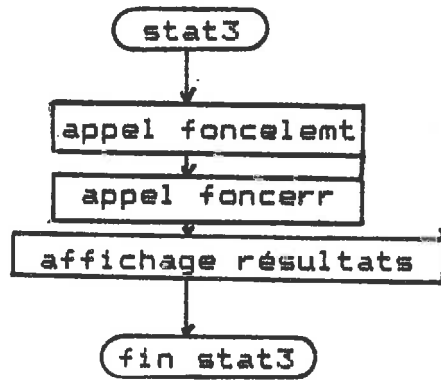 stat3
appel foncelemt
appel foncerr
affichage résultats
fin stat3